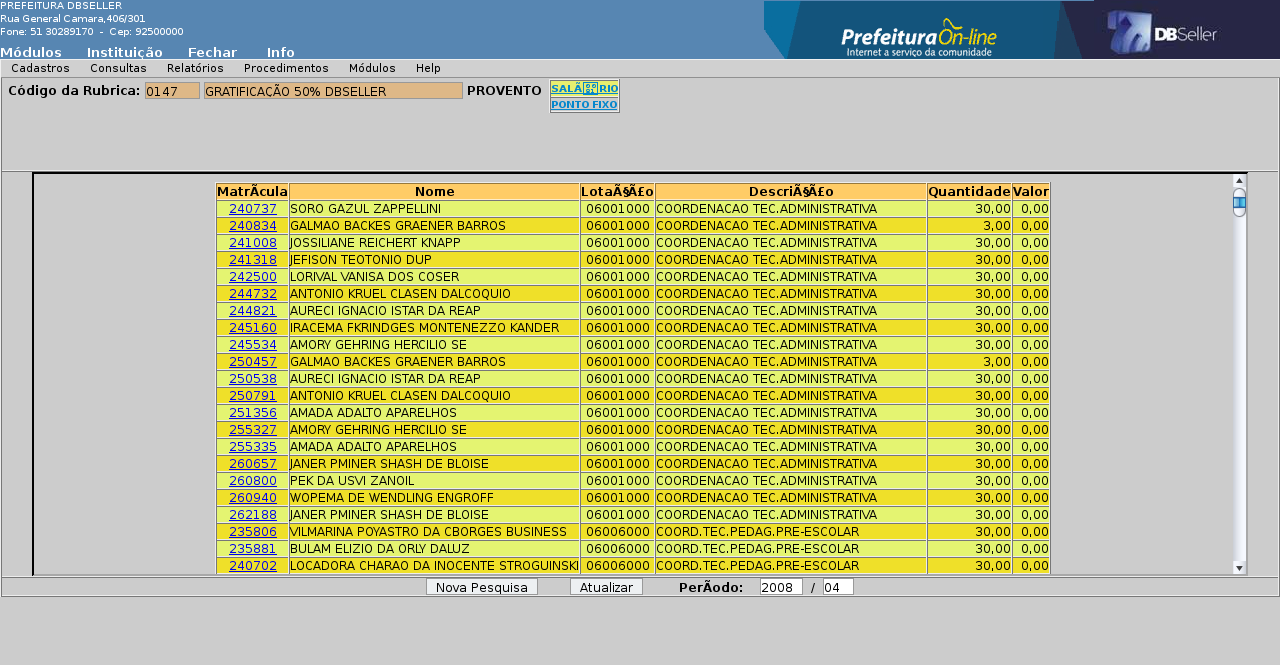 PREFEITURA DBSELLER
Rua General Camara,406/301
Fone: 51 30289170 - Cep: 92500000
Prefeitura On-line
Internet a serviço da comunidade
DBSeller
Módulos Instituição Fechar Info
Cadastros Consultas Relatórios Procedimentos Módulos Help
Código da Rubrica: 0147 GRATIFICAÇÃO 50% DBSELLER PROVENTO SALÃRIO
PONTO FIXO
MatrÃcula Nome LotaÃ§Ã£o DescriÃ§Ã£o Quantidade Valor
240737 SORO GAZUL ZAPPELLINI 06001000 COORDENACAO TEC.ADMINISTRATIVA 30,00 0,00
240834 GALMAO BACKES GRAENER BARROS 06001000 COORDENACAO TEC.ADMINISTRATIVA 3,00 0,00
241008 JOSSILIANE REICHERT KNAPP 06001000 COORDENACAO TEC.ADMINISTRATIVA 30,00 0,00
241318 JEFISON TEOTONIO DUP 06001000 COORDENACAO TEC.ADMINISTRATIVA 30,00 0,00
242500 LORIVAL VANISA DOS COSER 06001000 COORDENACAO TEC.ADMINISTRATIVA 30,00 0,00
244732 ANTONIO KRUEL CLASEN DALCOQUIO 06001000 COORDENACAO TEC.ADMINISTRATIVA 30,00 0,00
244821 AURECI IGNACIO ISTAR DA REAP 06001000 COORDENACAO TEC.ADMINISTRATIVA 30,00 0,00
245160 IRACEMA FKRINDGES MONTENEZZO KANDER 06001000 COORDENACAO TEC.ADMINISTRATIVA 30,00 0,00
245534 AMORY GEHRING HERCILIO SE 06001000 COORDENACAO TEC.ADMINISTRATIVA 30,00 0,00
250457 GALMAO BACKES GRAENER BARROS 06001000 COORDENACAO TEC.ADMINISTRATIVA 3,00 0,00
250538 AURECI IGNACIO ISTAR DA REAP 06001000 COORDENACAO TEC.ADMINISTRATIVA 30,00 0,00
250791 ANTONIO KRUEL CLASEN DALCOQUIO 06001000 COORDENACAO TEC.ADMINISTRATIVA 30,00 0,00
251356 AMADA ADALTO APARELHOS 06001000 COORDENACAO TEC.ADMINISTRATIVA 30,00 0,00
255327 AMORY GEHRING HERCILIO SE 06001000 COORDENACAO TEC.ADMINISTRATIVA 30,00 0,00
255335 AMADA ADALTO APARELHOS 06001000 COORDENACAO TEC.ADMINISTRATIVA 30,00 0,00
260657 JANER PMINER SHASH DE BLOISE 06001000 COORDENACAO TEC.ADMINISTRATIVA 30,00 0,00
260800 PEK DA USVI ZANOIL 06001000 COORDENACAO TEC.ADMINISTRATIVA 30,00 0,00
260940 WOPEMA DE WENDLING ENGROFF 06001000 COORDENACAO TEC.ADMINISTRATIVA 30,00 0,00
262188 JANER PMINER SHASH DE BLOISE 06001000 COORDENACAO TEC.ADMINISTRATIVA 30,00 0,00
235806 VILMARINA POYASTRO DA CBORGES BUSINESS 06006000 COORD.TEC.PEDAG.PRE-ESCOLAR 30,00 0,00
235881 BULAM ELIZIO DA ORLY DALUZ 06006000 COORD.TEC.PEDAG.PRE-ESCOLAR 30,00 0,00
240702 LOCADORA CHARAO DA INOCENTE STROGUINSKI 06006000 COORD.TEC.PEDAG.PRE-ESCOLAR 30,00 0,00
Nova Pesquisa Atualizar PerÃodo: 2008 / 04